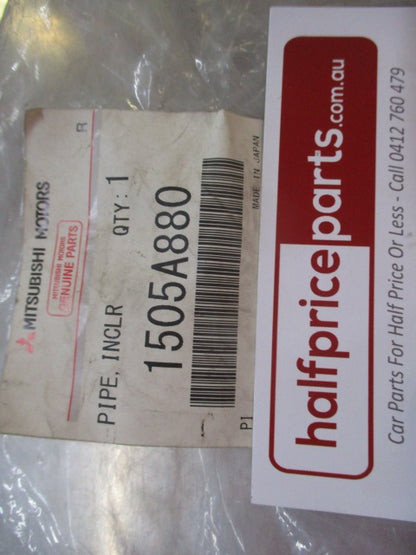 R
MITSUBISHI MOTORS
MITSUBISHI MOTORS
GENUINE PARTS
PIPE, INCLR QTY: 1
1505A880
MADE IN JAPAN
PI
halfpriceparts.com.au
Car Parts For Half Price Or Less - Call 0412 760 479